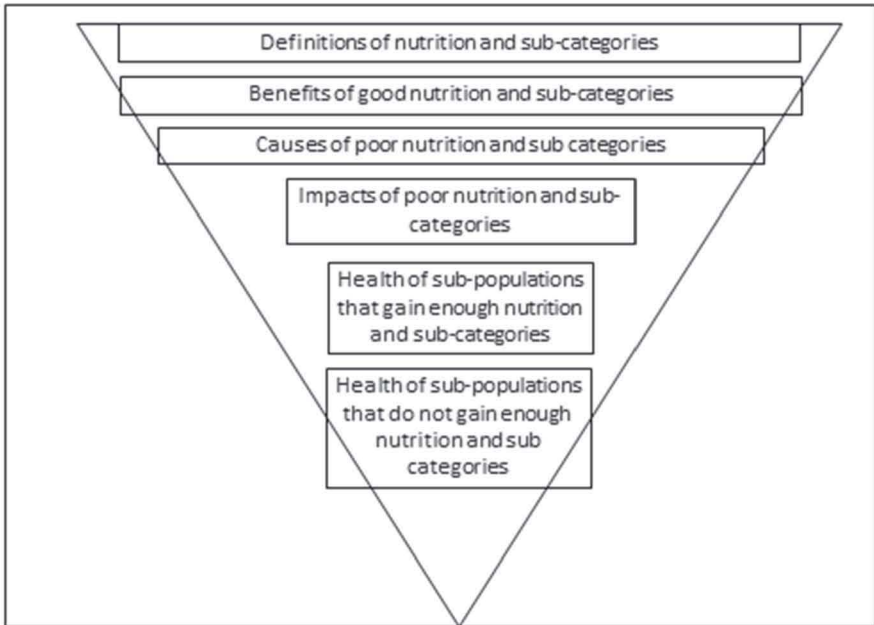 Definitions of nutrition and sub-categories
Benefits of good nutrition and sub-categories
Causes of poor nutrition and sub categories
Impacts of poor nutrition and sub-
categories
Health of sub-populations
that gain enough nutrition
and sub-categories
Health of sub-populations
that do not gain enough
nutrition and sub
categories